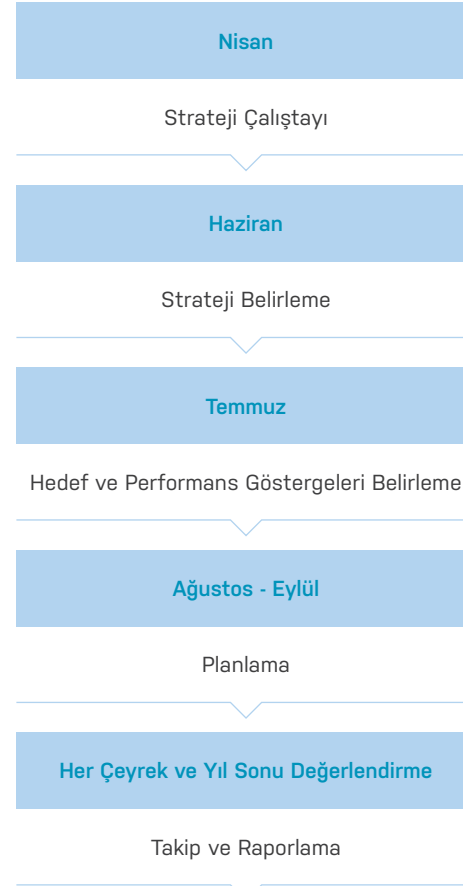 Nisan
Strateji Çalıştayı
Haziran
Strateji Belirleme
Temmuz
Hedef ve Performans Göstergeleri Belirleme
Ağustos - Eylül
Planlama
Her Çeyrek ve Yıl Sonu Değerlendirme
Takip ve Raporlama